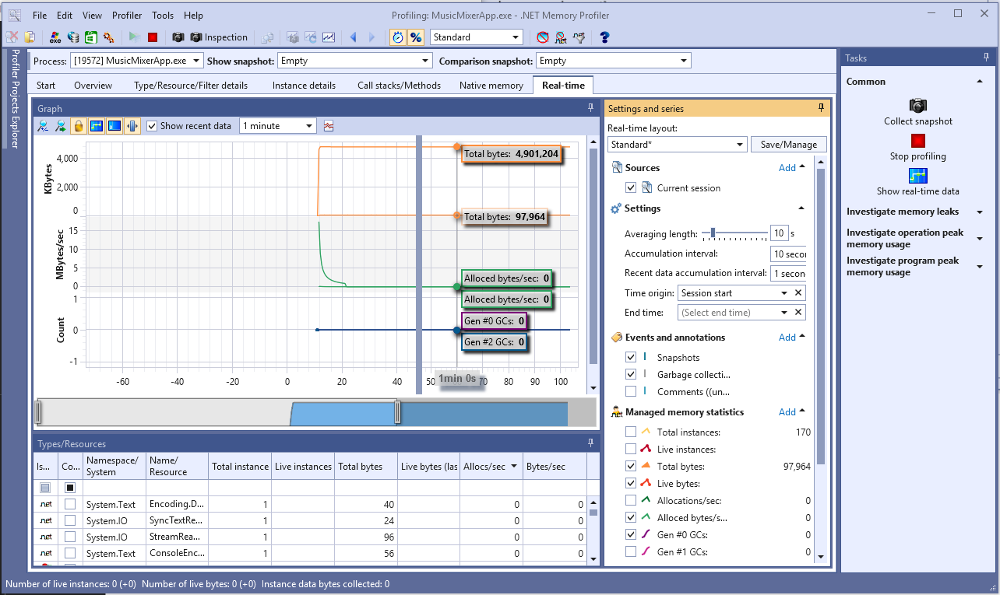 Profiling: MusicMixerApp.exe - .NET Memory Profiler
File Edit View Profiler Tools Help
Inspection
Standard
Profiler Projects Explorer
Process: [19572] MusicMixerApp.exe Show snapshot: Empty Comparison snapshot: Empty
Start Overview Type/Resource/Filter details Instance details Call stacks/Methods Native memory Real-time
Graph
Show recent data 1 minute
KBytes
4,000
2,000
0
MBytes/sec
15
10
5
0
Count
1
0
-1
Total bytes: 4,901,204
Total bytes: 97,964
Alloced bytes/sec: 0
Alloced bytes/sec: 0
Gen #0 GCs: 0
Gen #2 GCs: 0
1min 0s
-60 -40 -20 0 20 40 50 70 80 90 100
Types/Resources
Is... Co... Namespace/ System Name/ Resource Total instance Live instances Total bytes Live bytes (las Allocs/sec Bytes/sec
.net System.Text Encoding.D... 1 40 0 0
.net System.IO SyncTextRe... 1 24 0 0
.net System.IO StreamRea... 1 96 0 0
.net System.Text ConsoleEnc... 1 56 0 0
Settings and series
Real-time layout:
Standard* Save/Manage
Sources Add
Current session
Settings
Averaging length: 10 s
Accumulation interval: 10 secor
Recent data accumulation interval: 1 secon
Time origin: Session start
End time: (Select end time)
Events and annotations Add
Snapshots
Garbage collecti...
Comments ((un...
Managed memory statistics Add
Total instances: 170
Live instances:
Total bytes: 97,964
Live bytes:
Allocations/sec: 0
Alloced bytes/s... 0
Gen #0 GCs: 0
Gen #1 GCs: 0
Tasks
Common
Collect snapshot
Stop profiling
Show real-time data
Investigate memory leaks
Investigate operation peak
memory usage
Investigate program peak
memory usage
Number of live instances: 0 (+0) Number of live bytes: 0 (+0) Instance data bytes collected: 0